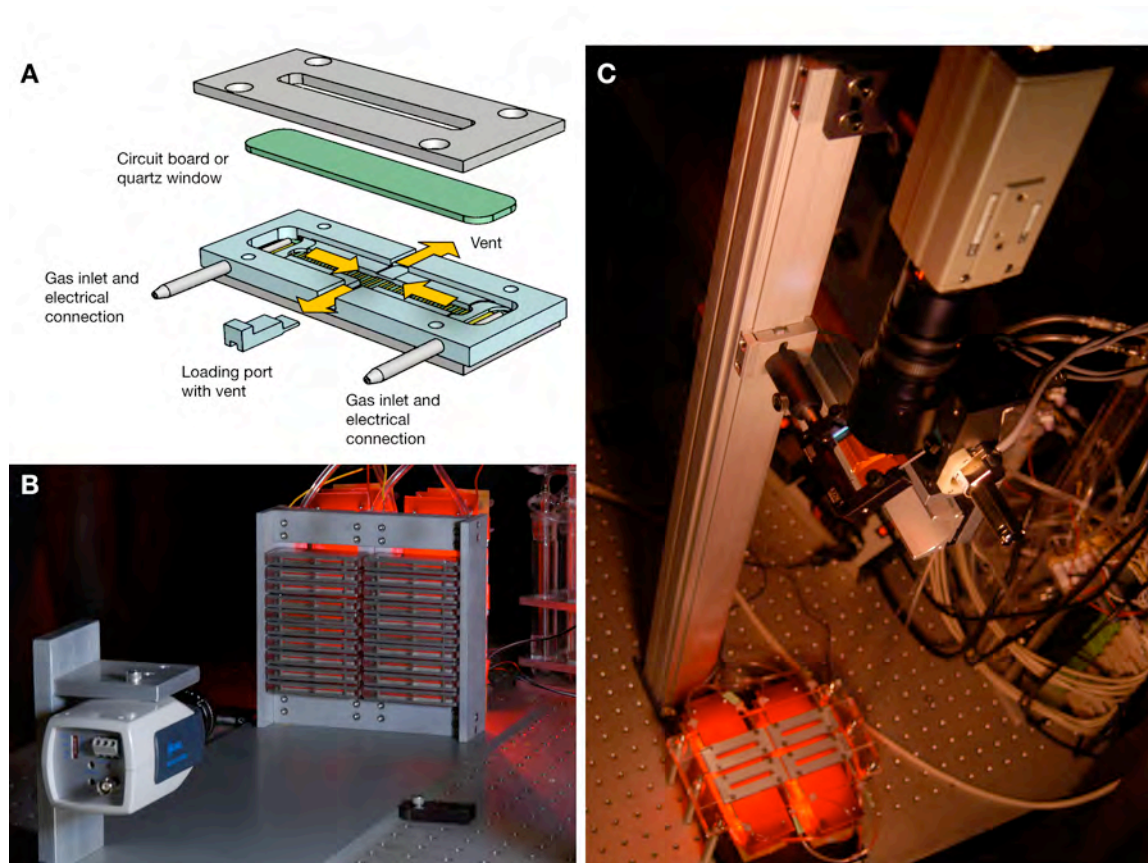 A
Circuit board or
quartz window
Vent
Gas inlet and
electrical
connection
Loading port
with vent
Gas inlet and
electrical
connection
B
C